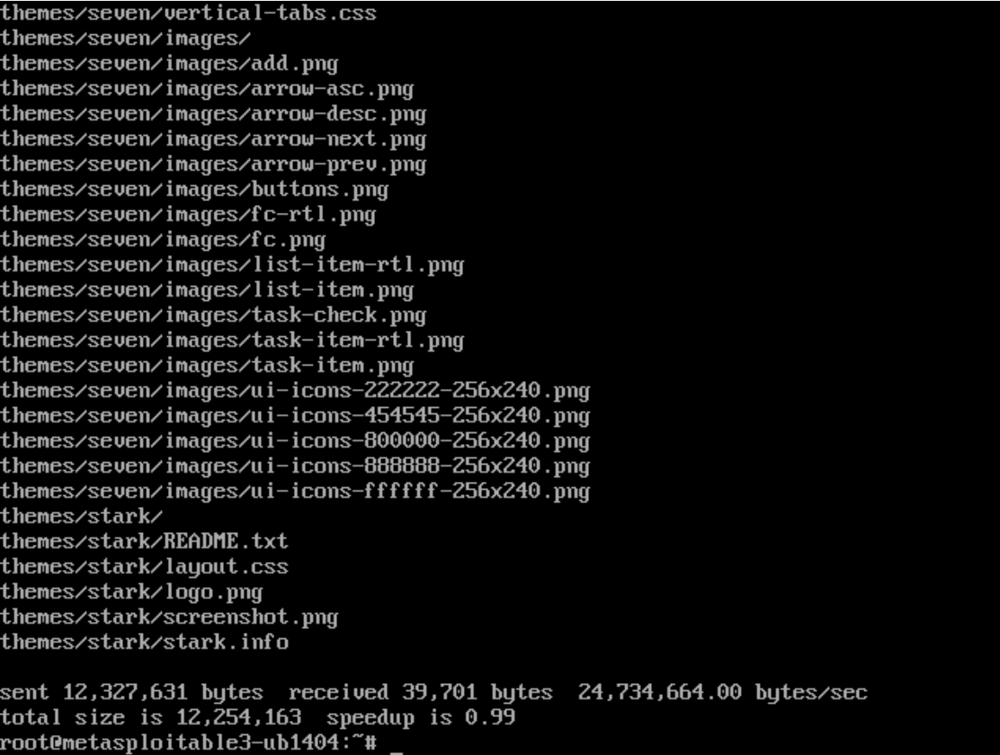 themes/seven/vertical-tabs.css
themes/seven/images/
themes/seven/images/add.png
themes/seven/images/arrow-asc.png
themes/seven/images/arrow-desc.png
themes/seven/images/arrow-next.png
themes/seven/images/arrow-prev.png
themes/seven/images/buttons.png
themes/seven/images/fc-rtl.png
themes/seven/images/fc.png
themes/seven/images/list-item-rtl.png
themes/seven/images/list-item.png
themes/seven/images/task-check.png
themes/seven/images/task-item-rtl.png
themes/seven/images/task-item.png
themes/seven/images/ui-icons-222222-256x240.png
themes/seven/images/ui-icons-454545-256x240.png
themes/seven/images/ui-icons-800000-256x240.png
themes/seven/images/ui-icons-888888-256x240.png
themes/seven/images/ui-icons-ffffff-256x240.png
themes/stark/
themes/stark/README.txt
themes/stark/layout.css
themes/stark/logo.png
themes/stark/screenshot.png
themes/stark/stark.info
sent 12,327,631 bytes  received 39,701 bytes  24,734,664.00 bytes/sec
total size is 12,254,163  speedup is 0.99
root@metasploitable3-ub1404:~# _